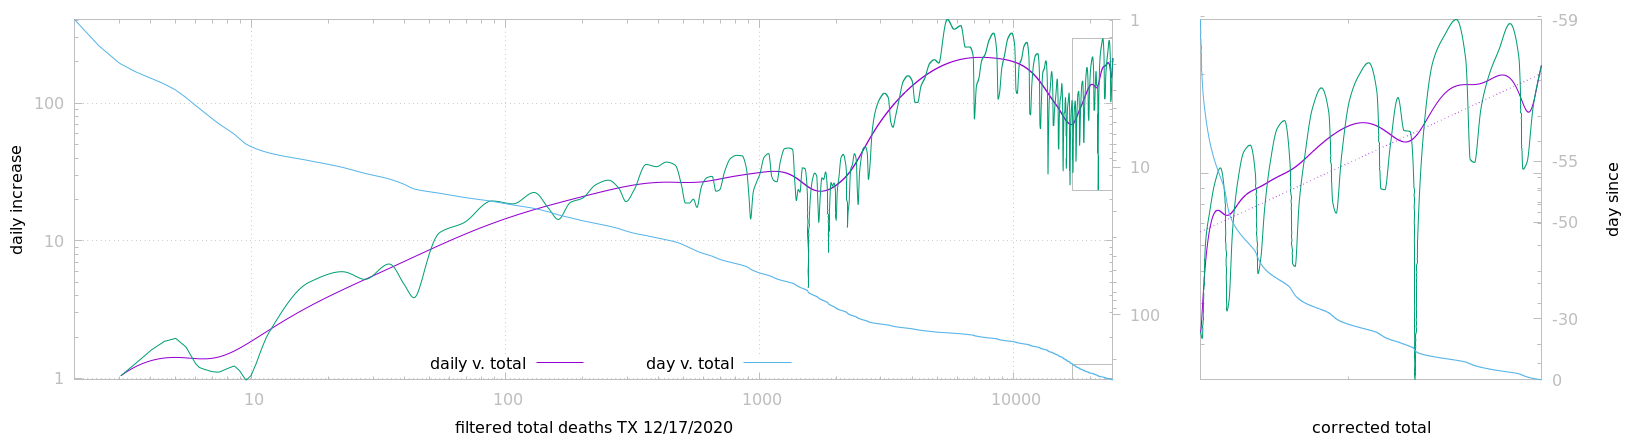 daily increase
100
10
1
10
100
1000
10000
1
10
100
daily v. total
day v. total
filtered total deaths TX 12/17/2020
-59
-55
-50
-30
0
day since
corrected total